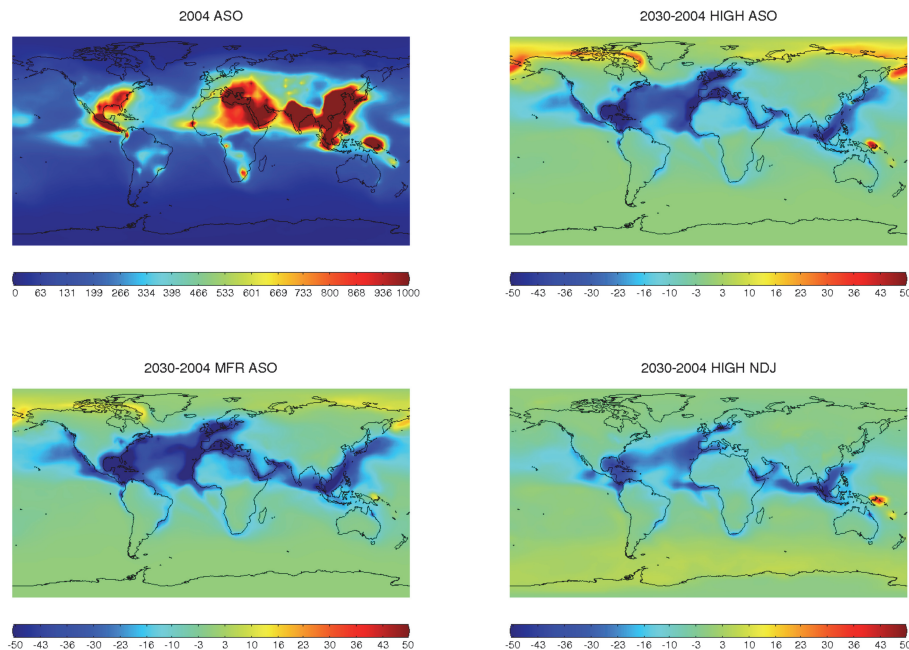 2004 ASO
0 63 131 199 266 334 398 466 533 601 669 733 800 868 936 1000
2030-2004 HIGH ASO
-50 -43 -36 -30 -23 -16 -10 -3 3 10 16 23 30 36 43 50
2030-2004 MFR ASO
-50 -43 -36 -30 -23 -16 -10 -3 3 10 16 23 30 36 43 50
2030-2004 HIGH NDJ
-50 -43 -36 -30 -23 -16 -10 -3 3 10 16 23 30 36 43 50